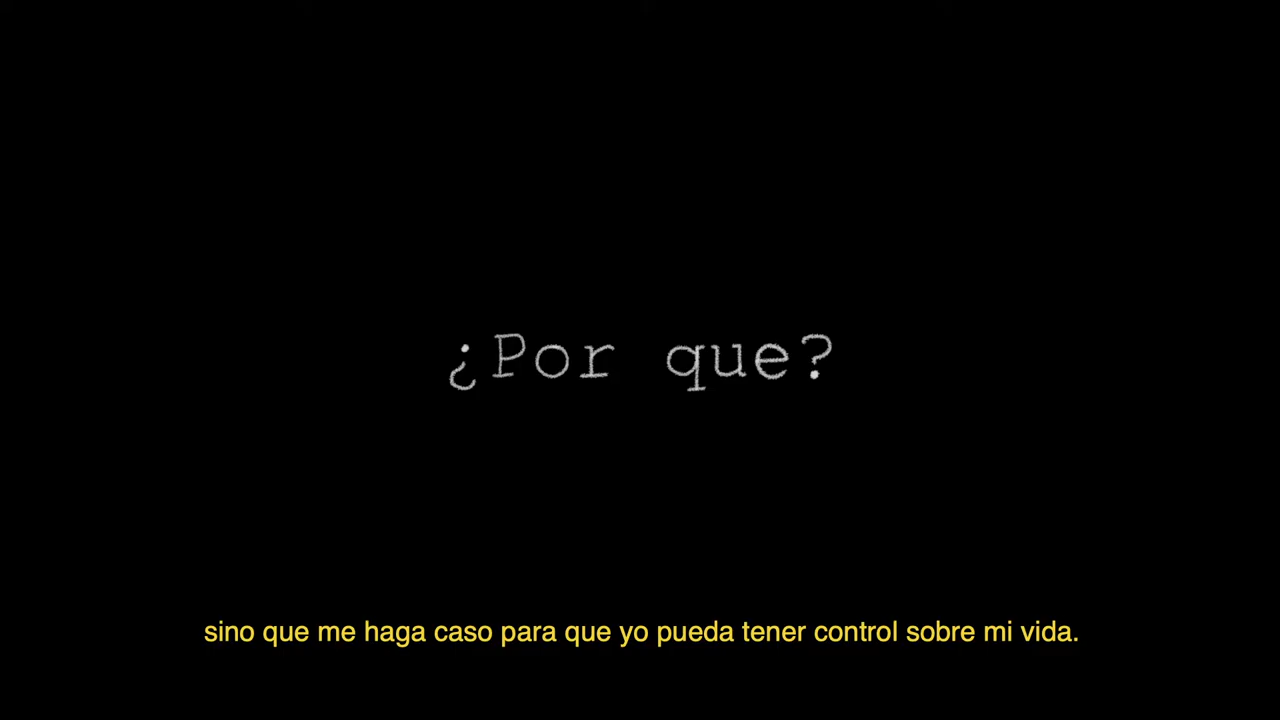 ¿Por que?
sino que me haga caso para que yo pueda tener control sobre mi vida.